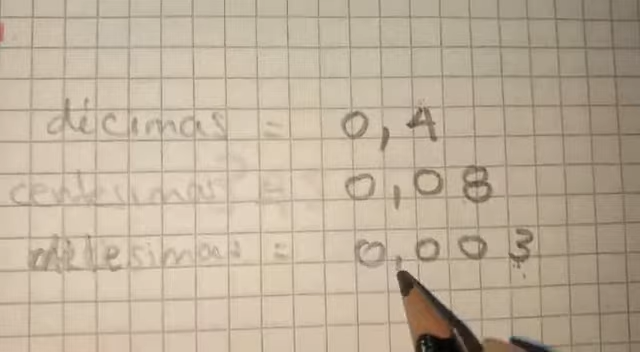 décimas = 0,4
centesimas = 0,08
milesimas = 0,003